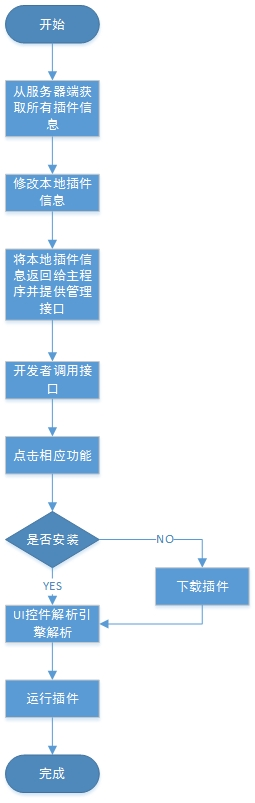 开始
从服务器端获
取所有插件信
息
修改本地插件
信息
将本地插件信
息返回给主程
序并提供管理
接口
开发者调用接
口
点击相应功能
是否安装
NO
下载插件
YES
UI控件解析引
擎解析
运行插件
完成